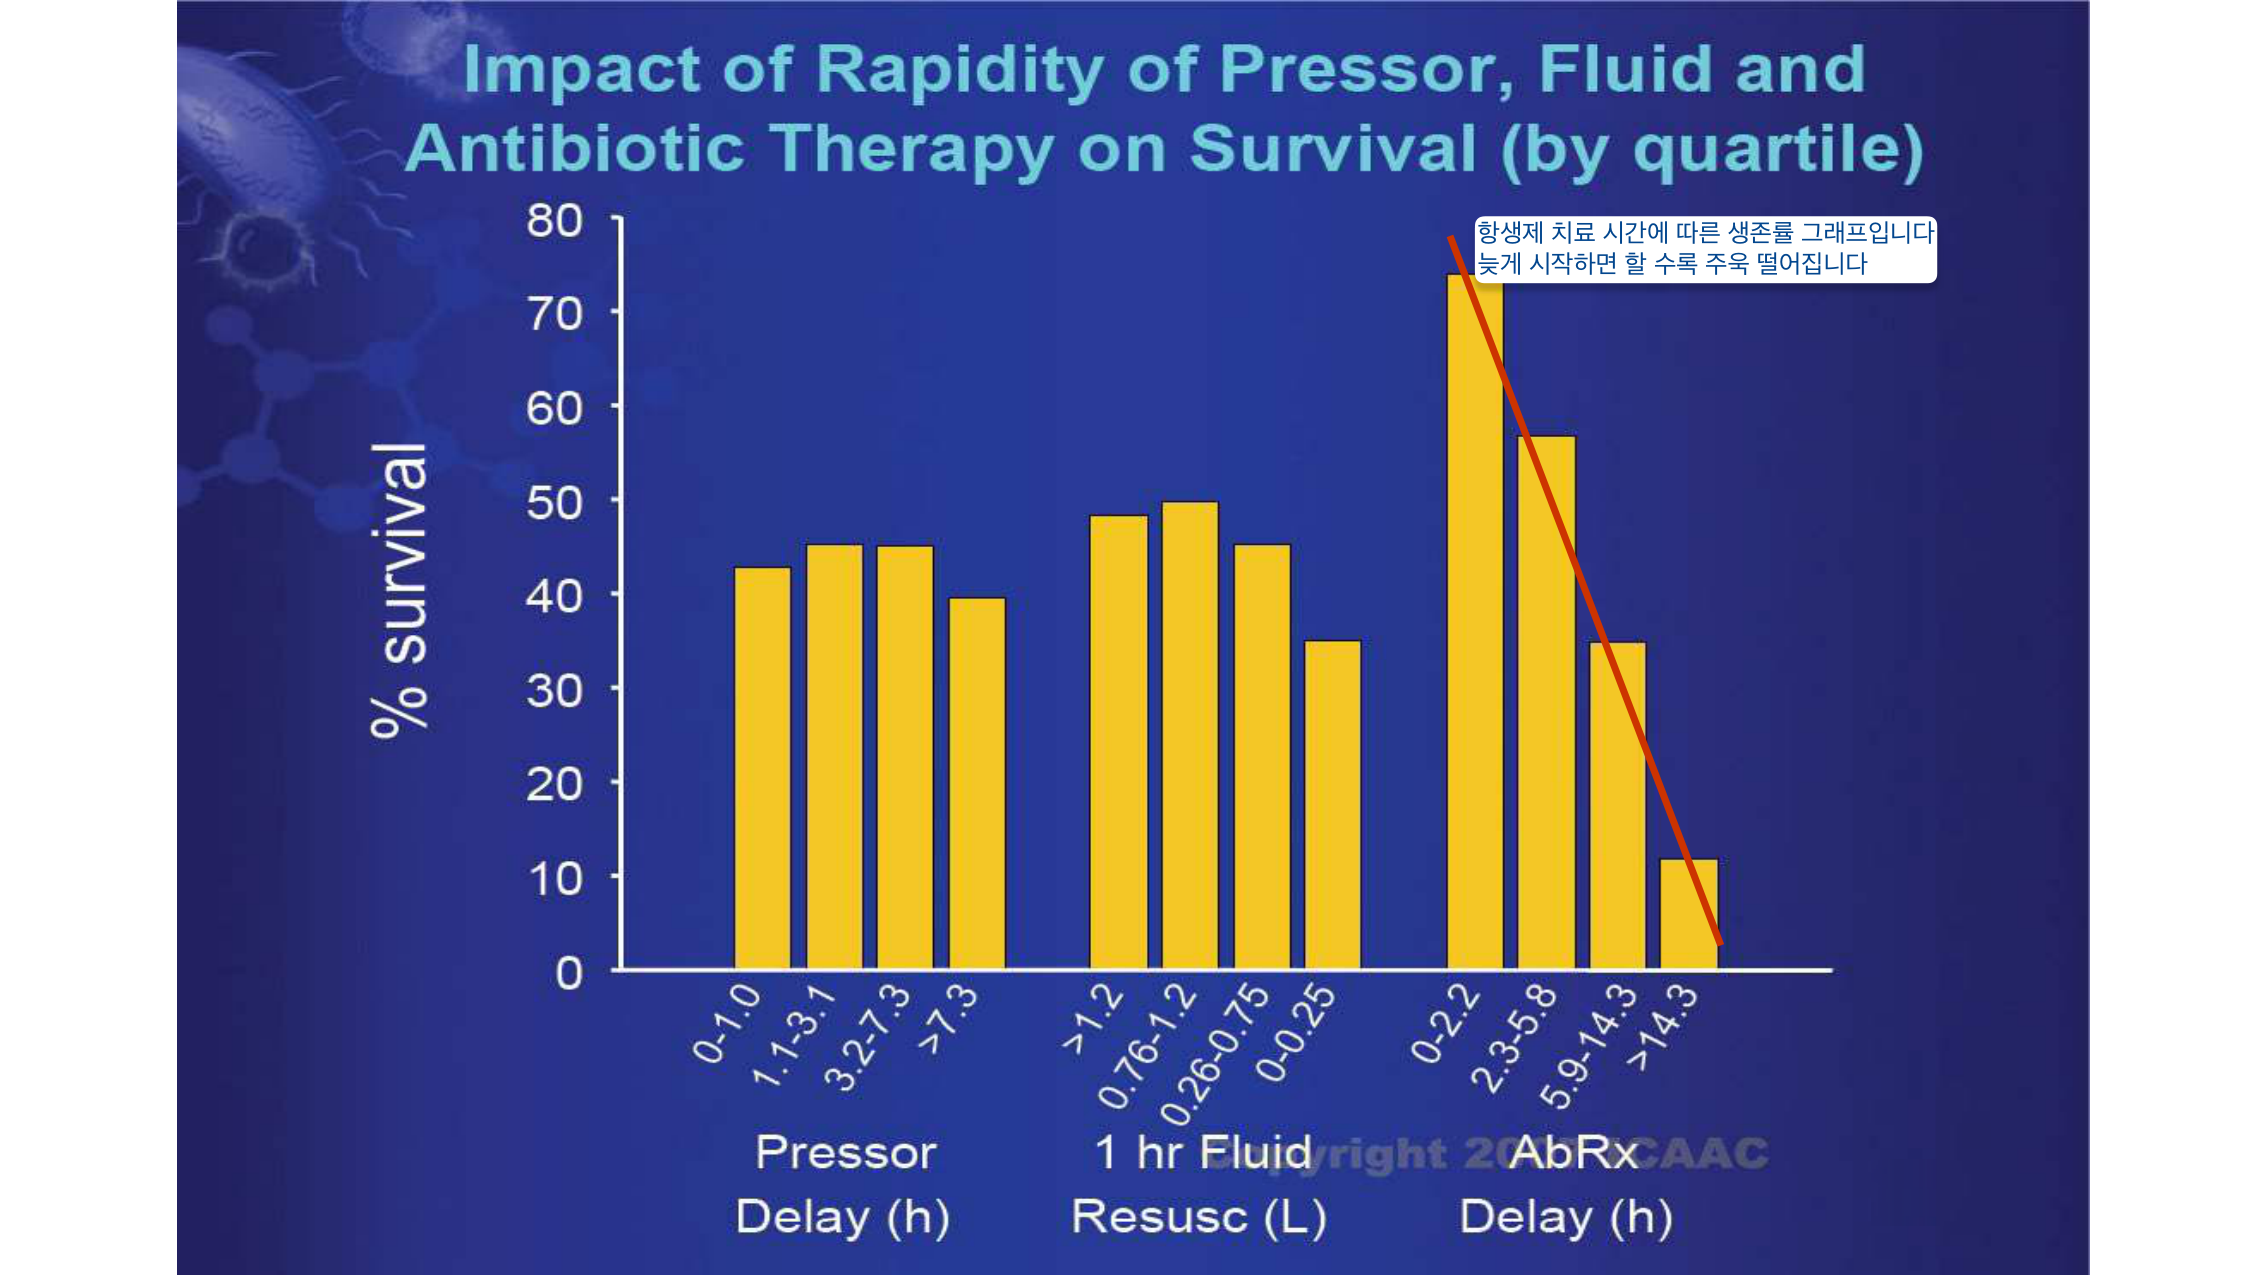 Impact of Rapidity of Pressor, Fluid and
Antibiotic Therapy on Survival (by quartile)
항생제 치료 시간에 따른 생존률 그래프입니다
늦게 시작하면 할 수록 주욱 떨어집니다
% survival
80
70
60
50
40
30
20
10
0
0-1.0
1.1-3.1
3.2-7.3
>7.3
>1.2
0.76-1.2
0.26-0.75
0-0.25
0-2.2
2.3-5.8
5.9-14.3
>14.3
Pressor
Delay (h)
1 hr Fluid
Resusc (L)
AbRx
Delay (h)
Copyright ICAAC